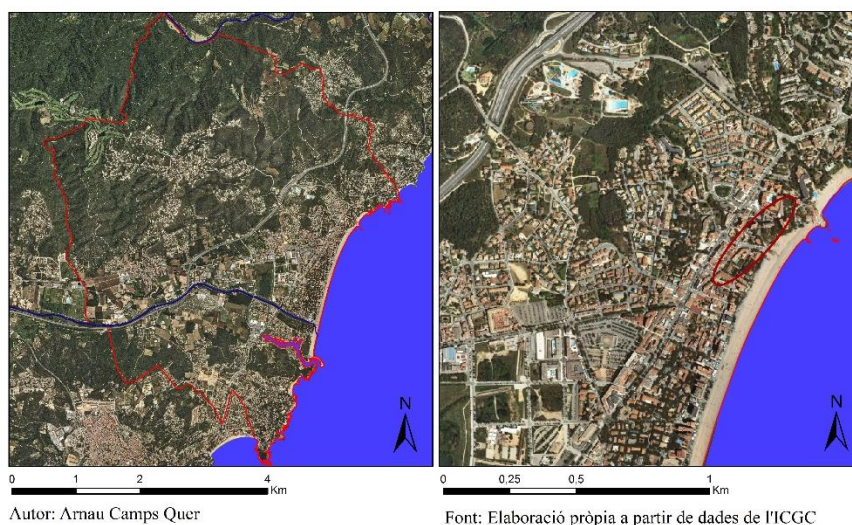 N
N
0 1 2 4
Km
0 0,25 0,5 1
Km
Autor: Arnau Camps Quer
Font: Elaboració pròpia a partir de dades de l'ICGC